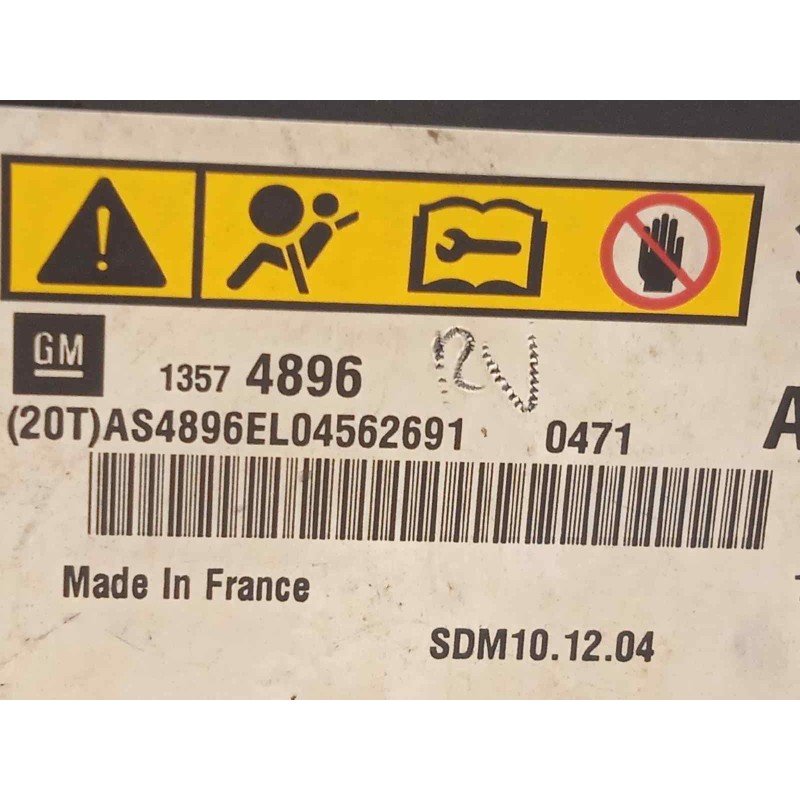 GM
1357 4896
(20T)AS4896EL04562691 0471
A
Made In France
SDM10.12.04